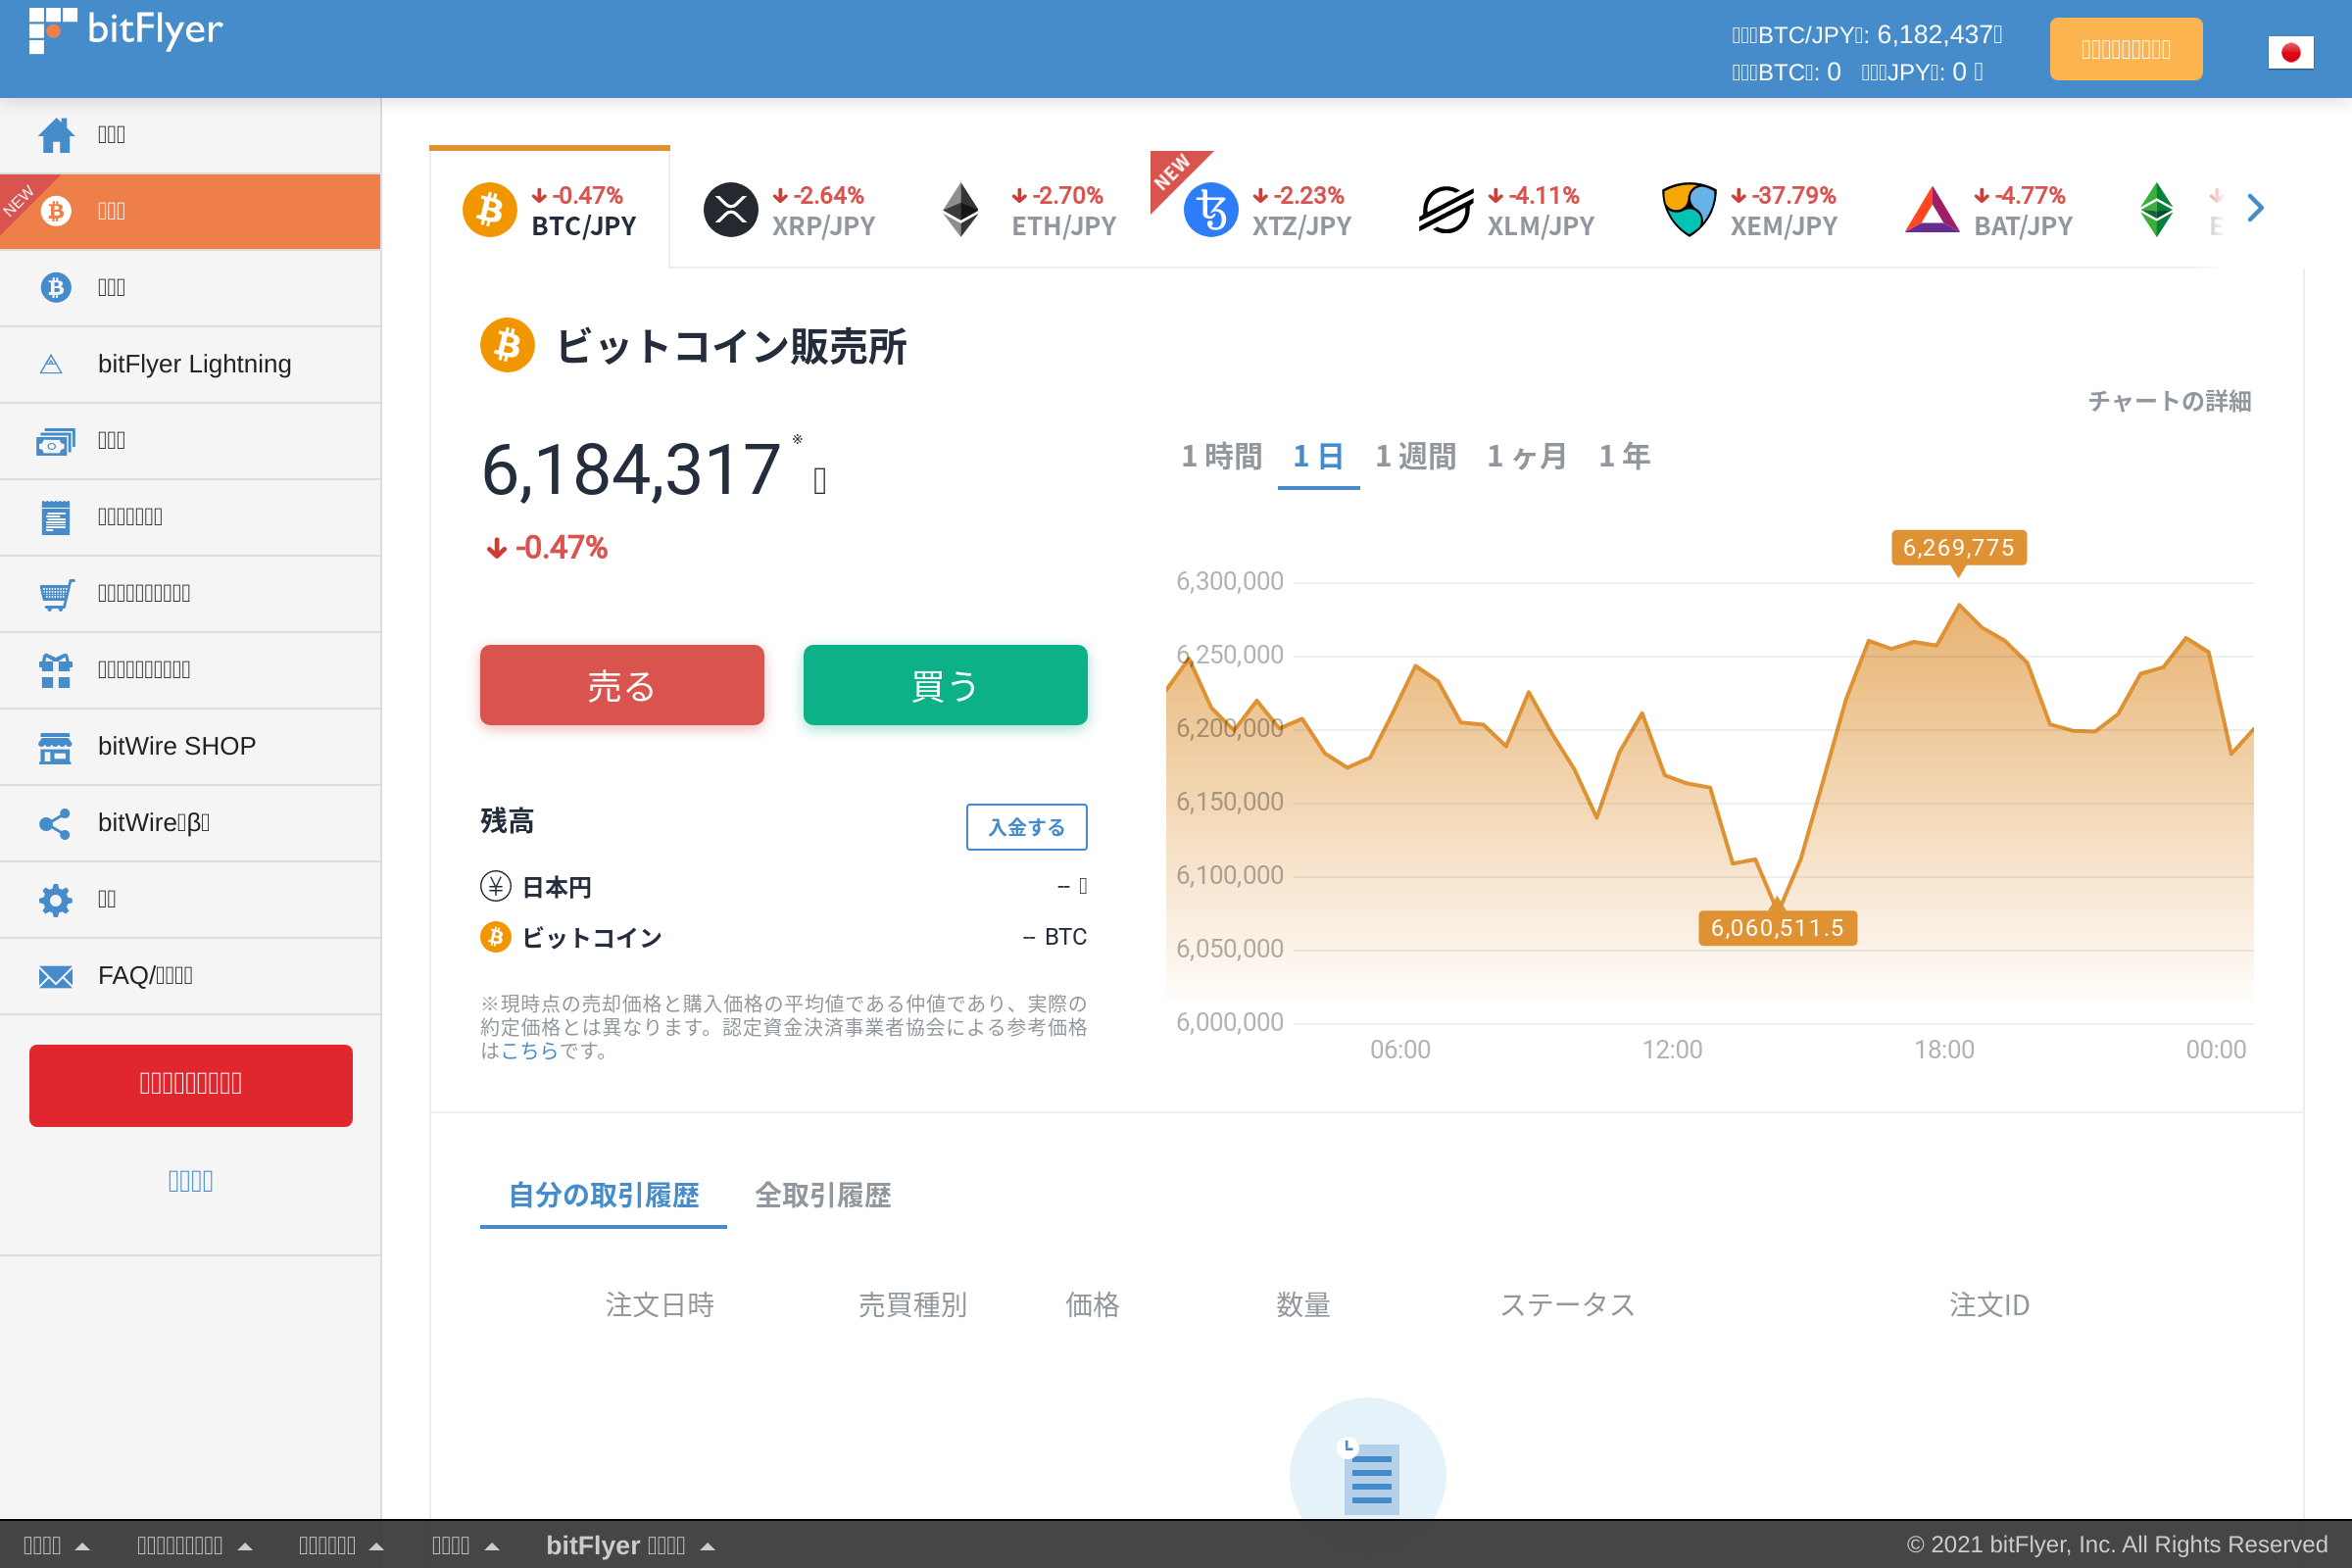 bitFlyer
BTC/JPY: 6,182,437
BTC: 0 JPY: 0
NEW
bitFlyer Lightning
bitWire SHOP
bitWire β
FAQ/
-0.47%
BTC/JPY
-2.64%
XRP/JPY
-2.70%
ETH/JPY
NEW
-2.23%
XTZ/JPY
-4.11%
XLM/JPY
-37.79%
XEM/JPY
-4.77%
BAT/JPY
ビットコイン販売所
チャートの詳細
6,184,317 ※
-0.47%
1 時間 1 日 1 週間 1 ヶ月 1 年
売る 買う
残高 入金する
日本円 --
ビットコイン -- BTC
※現時点の売却価格と購入価格の平均値である仲値であり、実際の
約定価格とは異なります。認定資金決済事業者協会による参考価格
はこちらです。
6,269,775
6,300,000
6,250,000
6,200,000
6,150,000
6,100,000
6,060,511.5
6,050,000
6,000,000
06:00 12:00 18:00 00:00
自分の取引履歴 全取引履歴
注文日時 売買種別 価格 数量 ステータス 注文ID
bitFlyer
© 2021 bitFlyer, Inc. All Rights Reserved